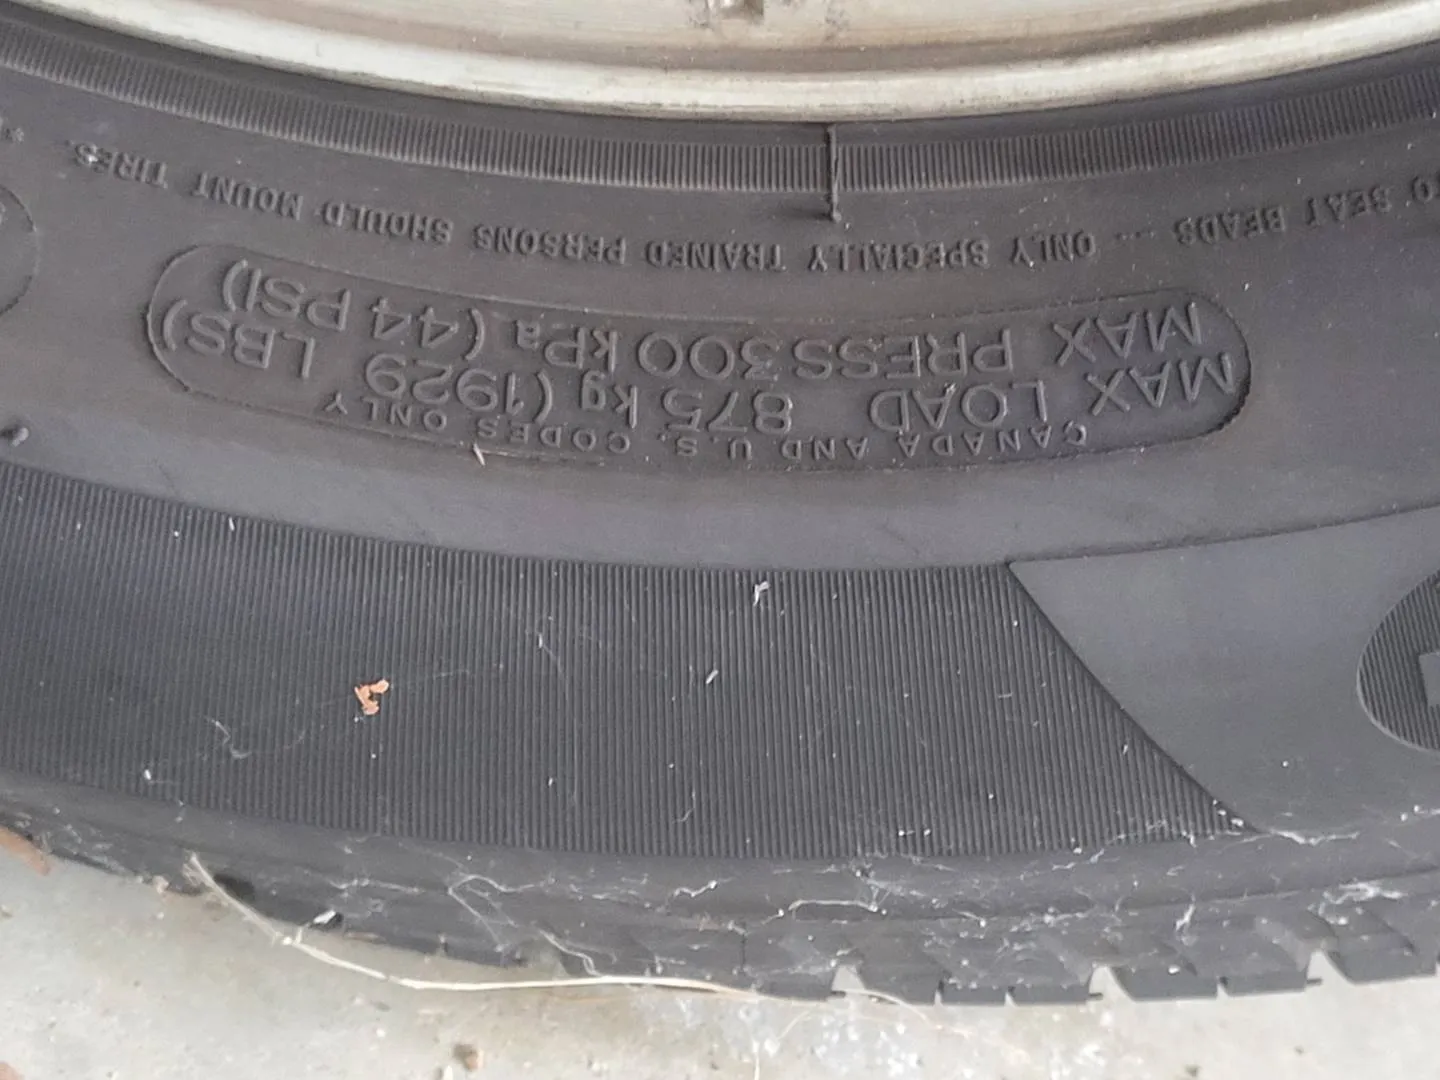 CANADA AND U.S. CODES ONLY
MAX LOAD 875 kg (1929 LBS)
MAX PRESS 300 kPa (44 PSI)
TO SEAT BEADS ... ONLY SPECIALLY TRAINED PERSONS SHOULD MOUNT TIRES.